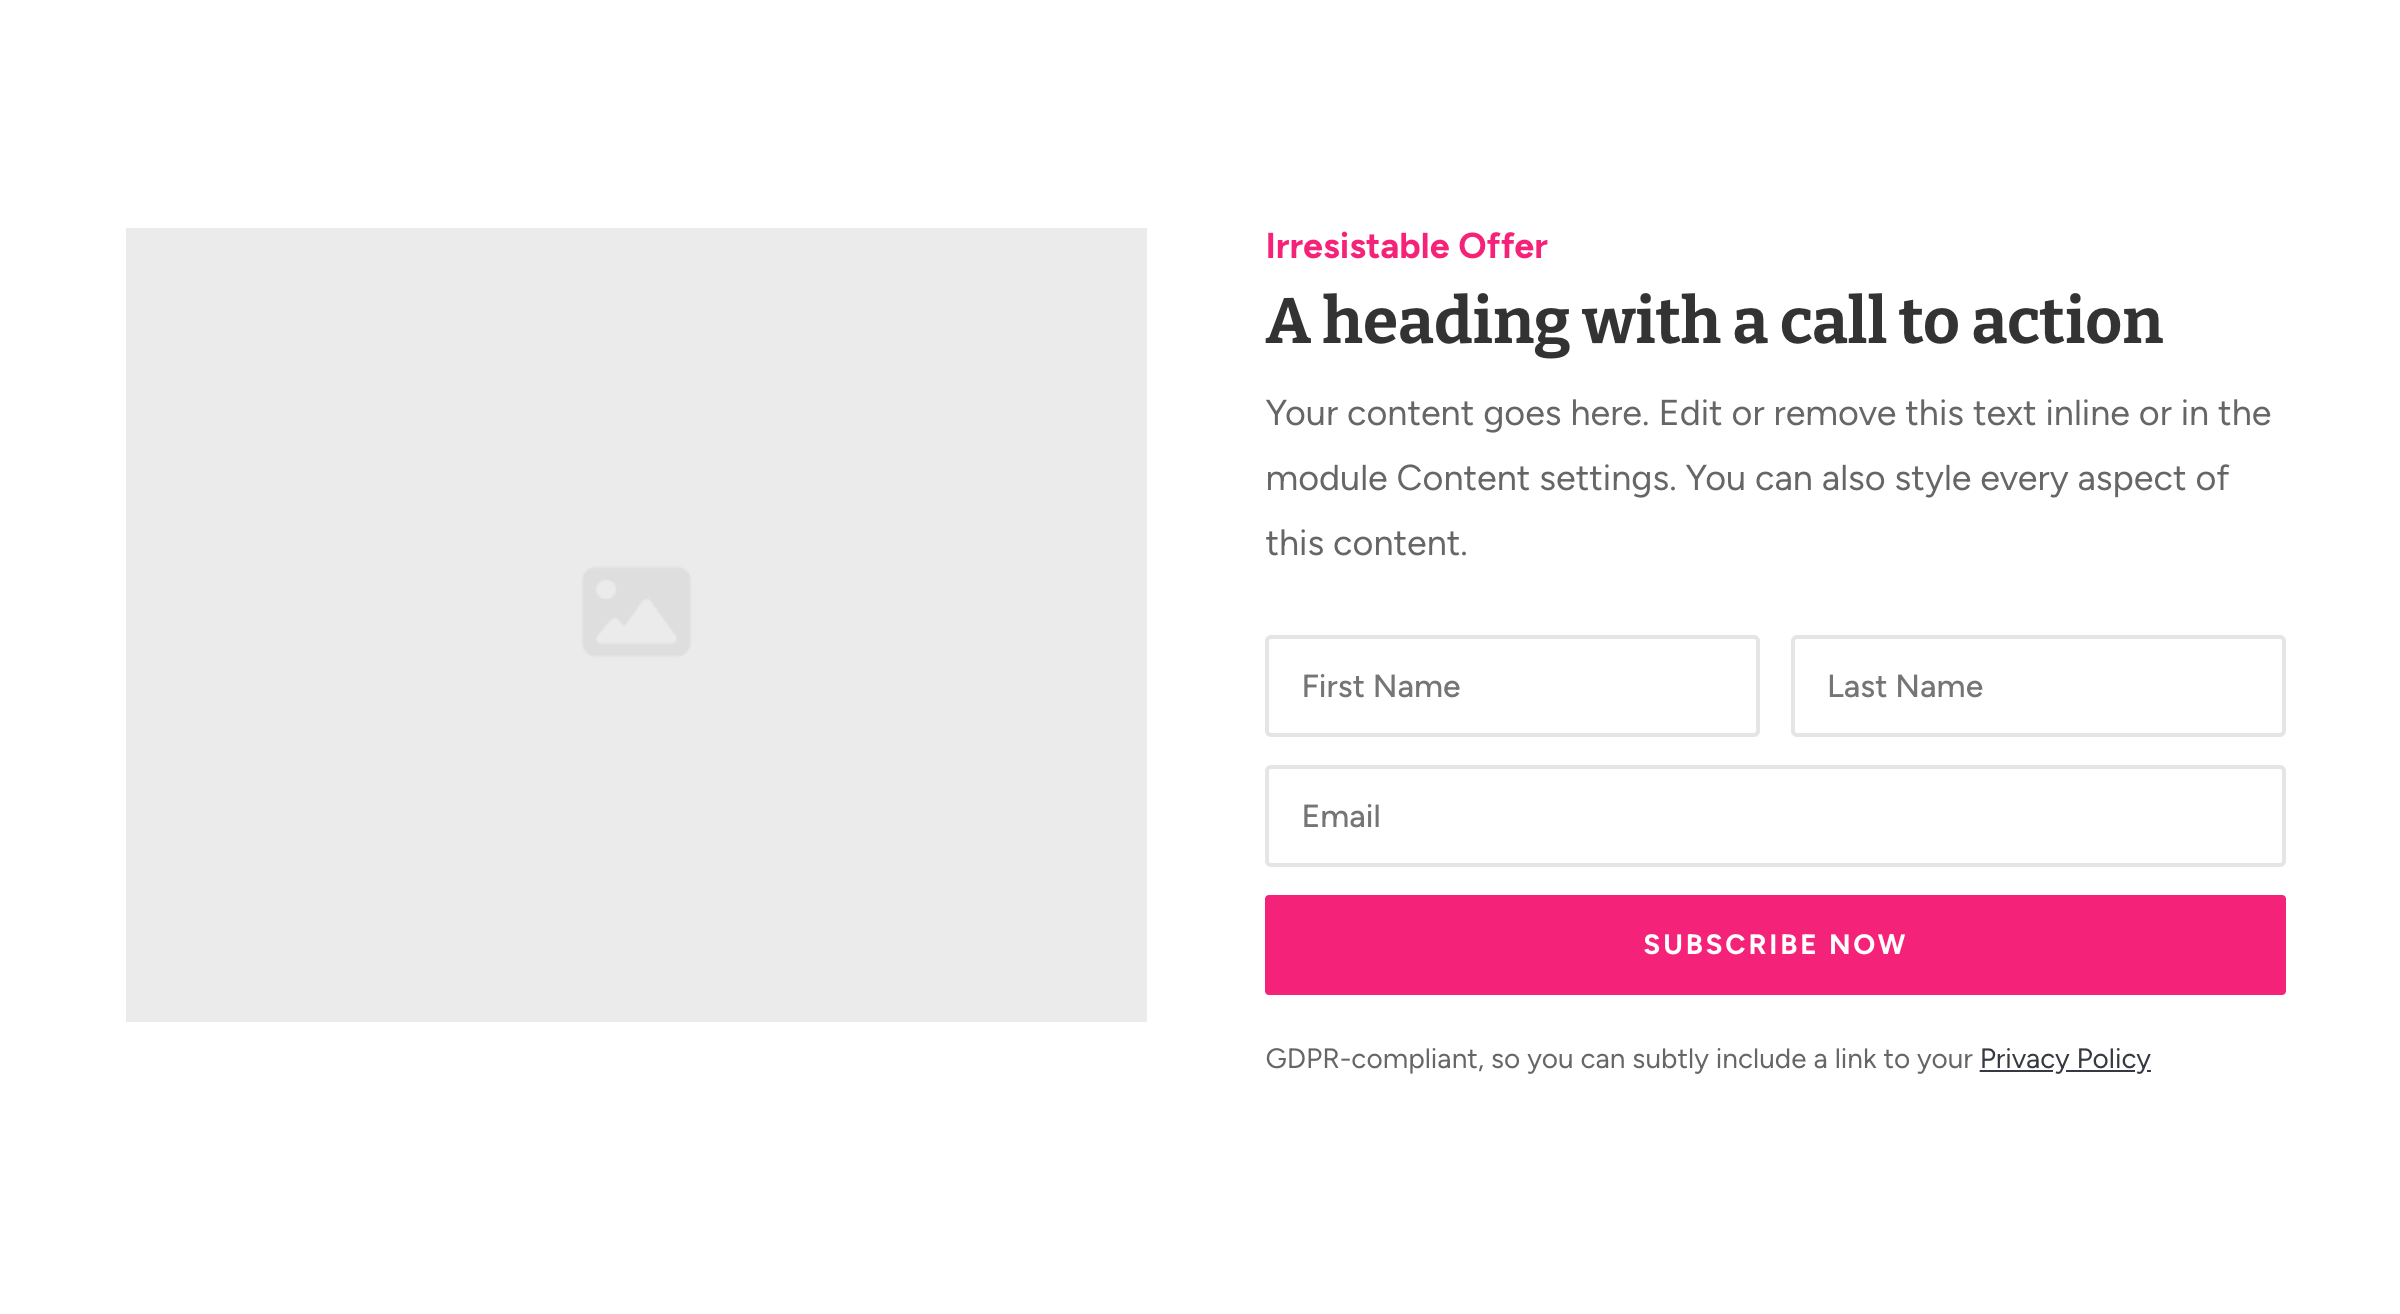 Irresistable Offer
A heading with a call to action
Your content goes here. Edit or remove this text inline or in the
module Content settings. You can also style every aspect of
this content.
First Name
Last Name
Email
SUBSCRIBE NOW
GDPR-compliant, so you can subtly include a link to your Privacy Policy